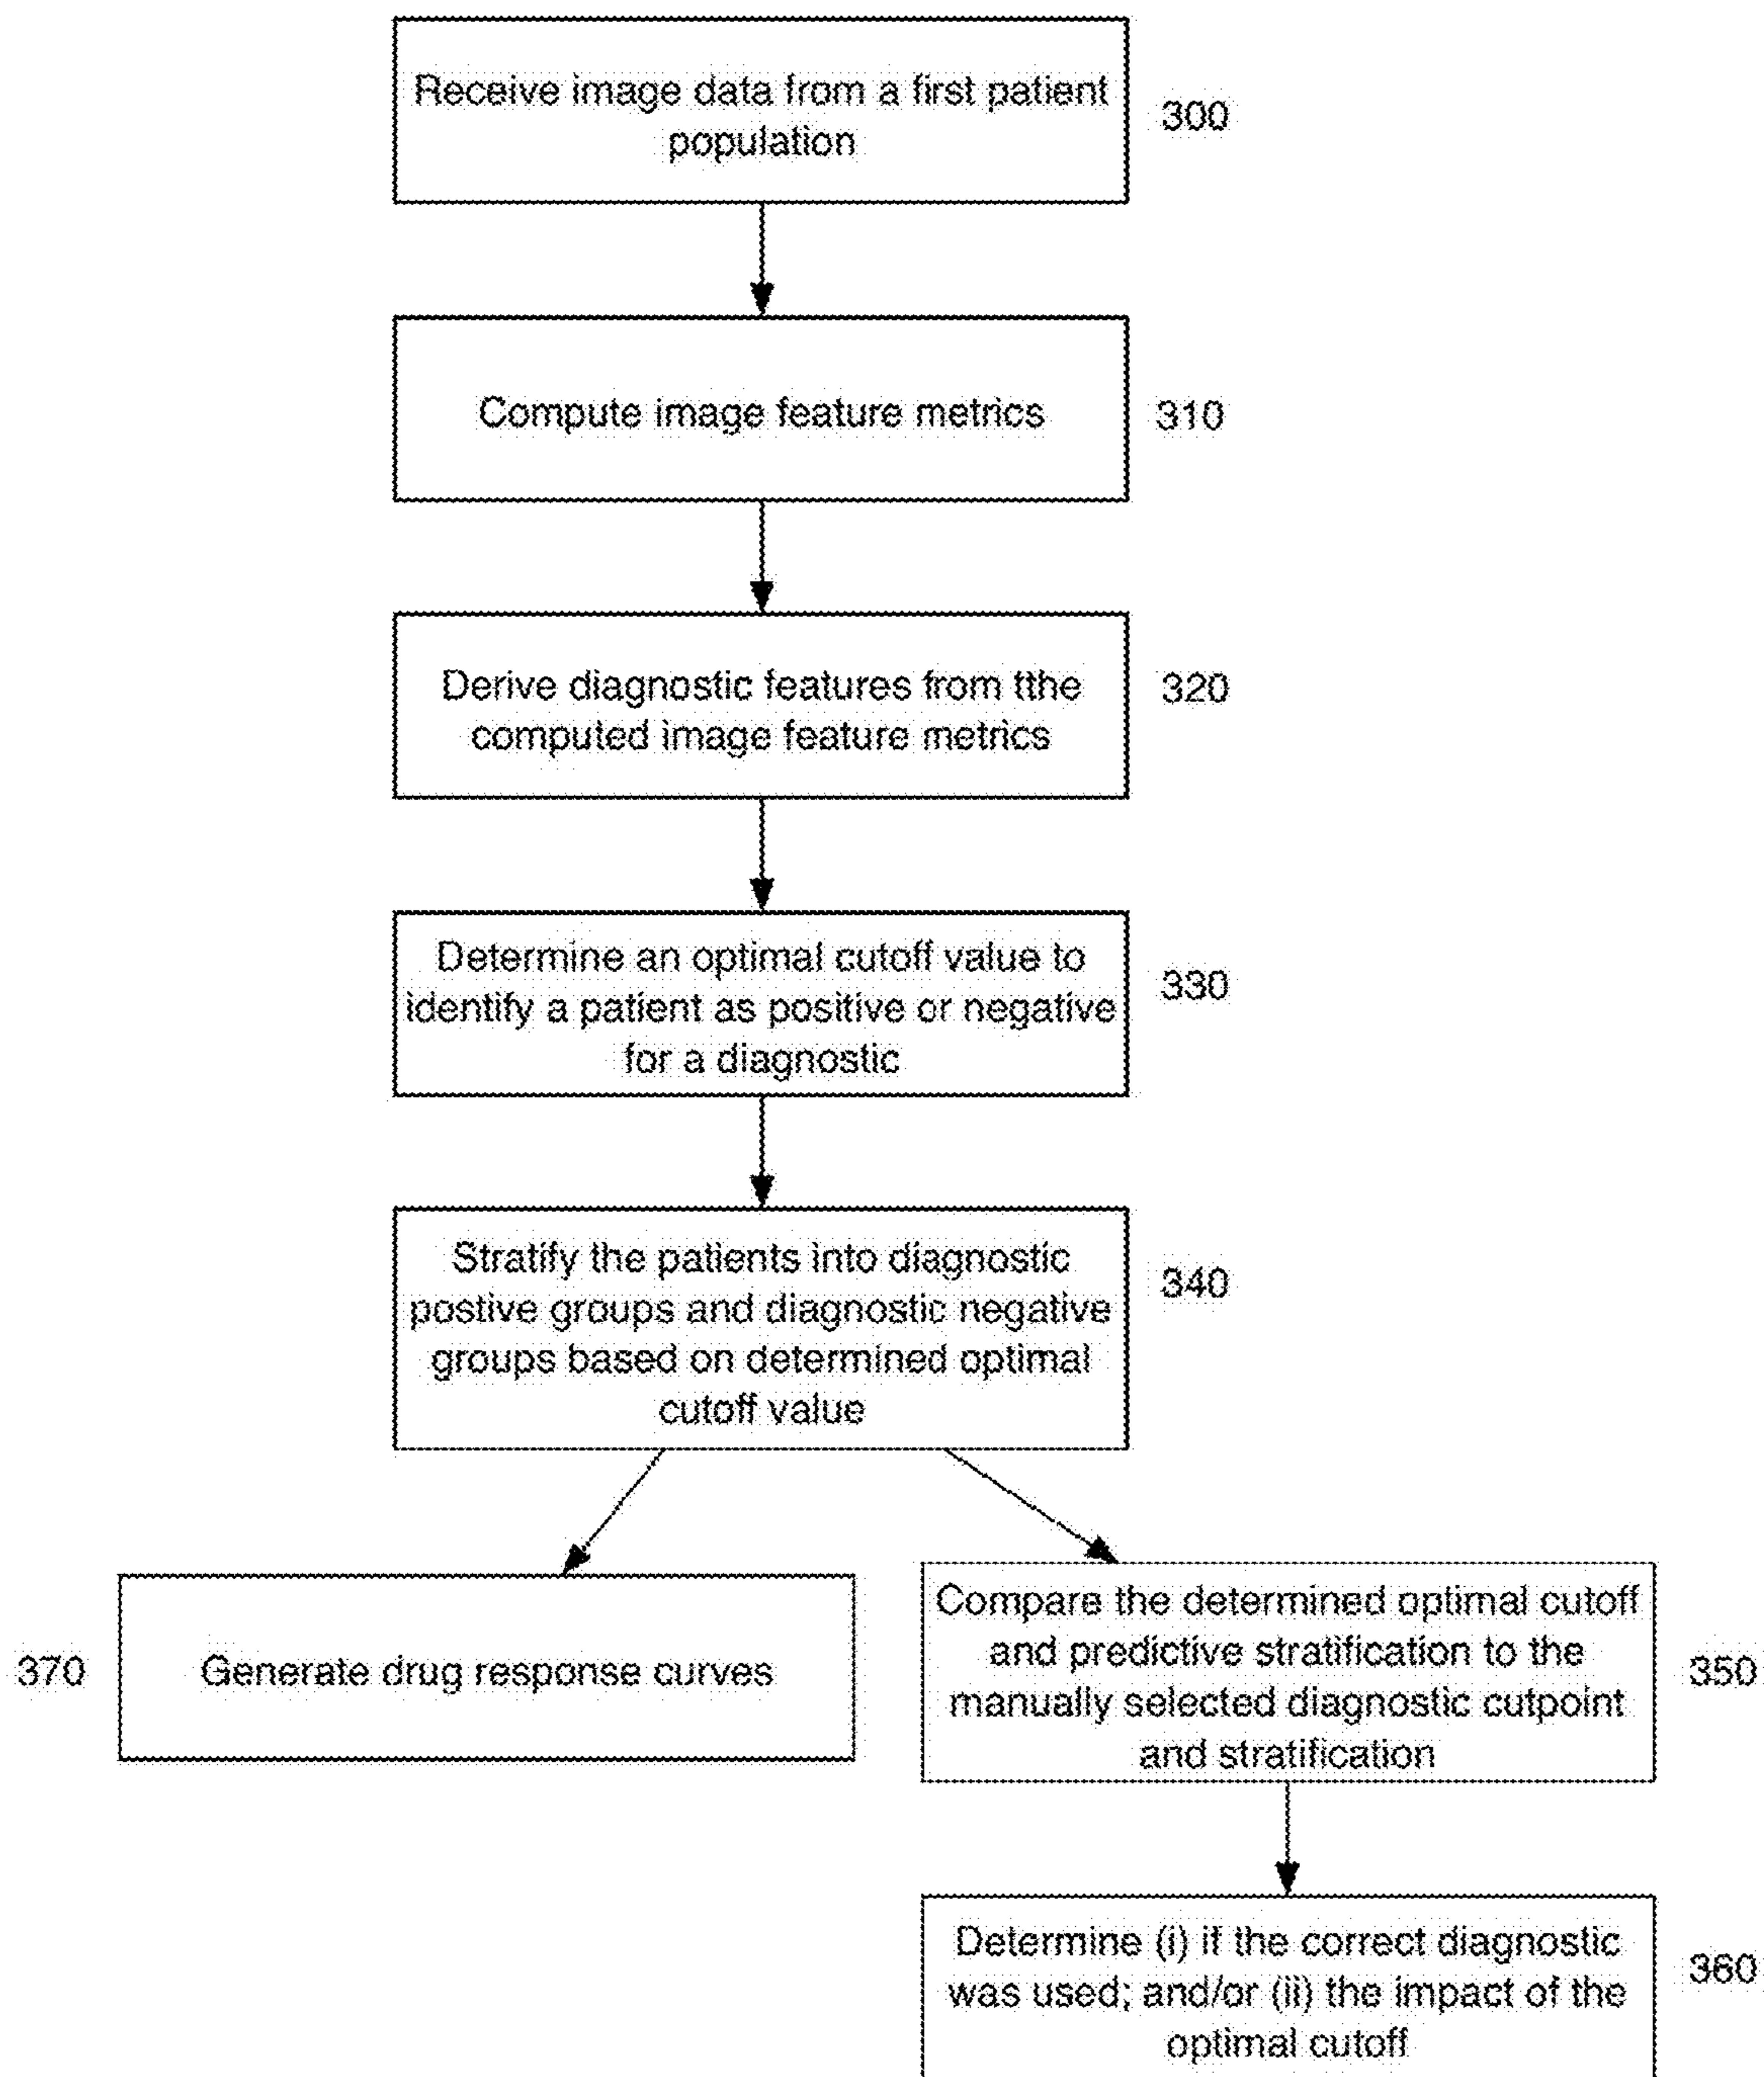 Receive image data from a first patient
population
300
Compute image feature metrics
310
Derive diagnostic features from tthe
computed image feature metrics
320
Determine an optimal cutoff value to
identify a patient as positive or negative
for a diagnostic
330
Stratify the patients into diagnostic
postive groups and diagnostic negative
groups based on determined optimal
cutoff value
340
370
Generate drug response curves
Compare the determined optimal cutoff
and predictive stratification to the
manually selected diagnostic cutpoint
and stratification
350
Determine (i) if the correct diagnostic
was used; and/or (ii) the impact of the
optimal cutoff
360